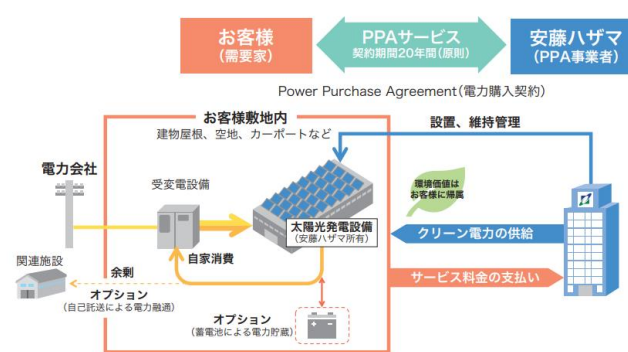 お客様
(需要家)
PPAサービス
契約期間20年間(原則)
安藤ハザマ
(PPA事業者)
Power Purchase Agreement(電力購入契約)
お客様敷地内
建物屋根、空地、カーポートなど
設置、維持管理
電力会社
受変電設備
環境価値は
お客様に帰属
太陽光発電設備
(安藤ハザマ所有)
クリーン電力の供給
自家消費
関連施設
余剰
サービス料金の支払い
オプション
(自己託送による電力融通)
オプション
(蓄電池による電力貯蔵)